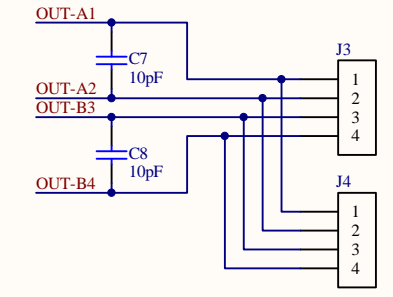 OUT-A1
C7
10pF
OUT-A2
OUT-B3
C8
10pF
OUT-B4
J3
1
2
3
4
J4
1
2
3
4